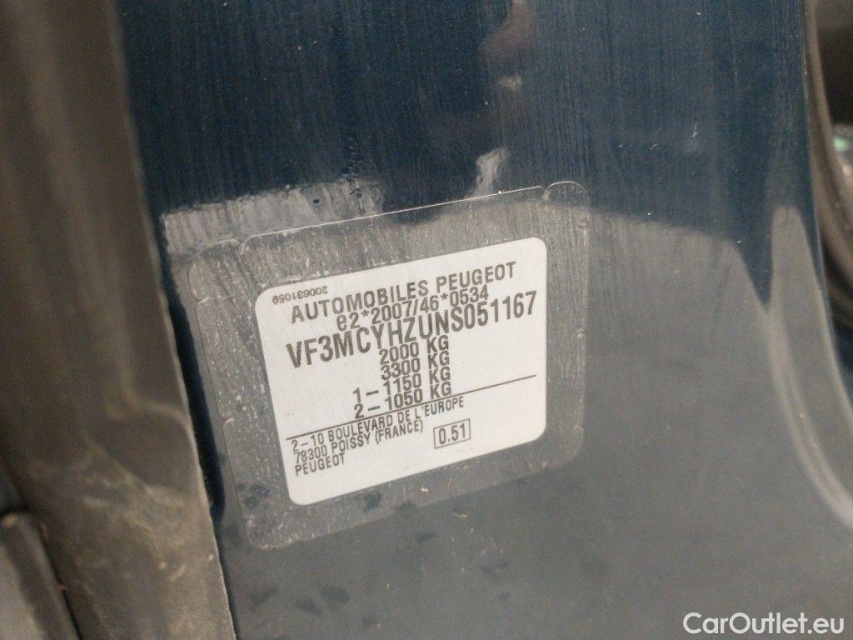 200631059
AUTOMOBILES PEUGEOT
e2*2007/46*0534
VF3MCYHZUNS051167
2000 KG
3300 KG
1-1150 KG
2-1050 KG
2-10 BOULEVARD DE L'EUROPE
78300 POISSY (FRANCE)
PEUGEOT
0.51
CarOutlet.eu